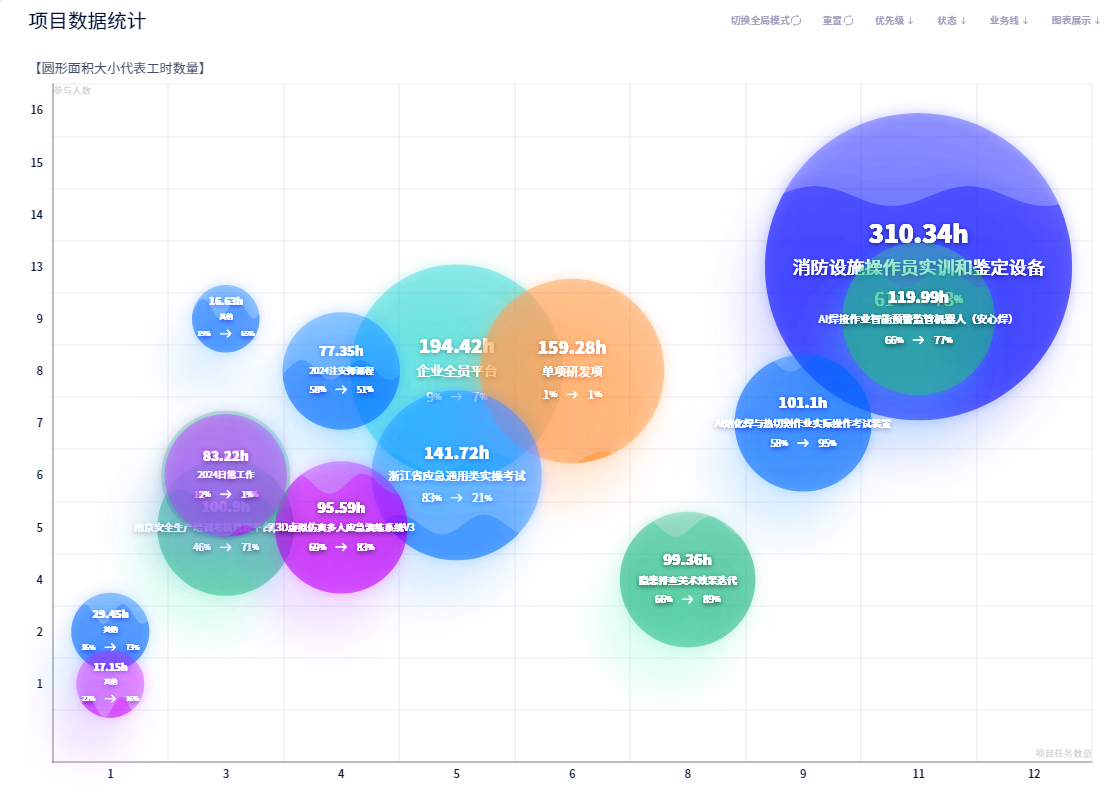 项目数据统计
切换全局模式 重置 优先级 ↓ 状态 ↓ 业务线 ↓ 图表展示 ↓
【圆形面积大小代表工时数量】
参与人数
16
15
14
13
9
8
7
6
5
4
2
1
310.34h
消防设施操作员实训和鉴定设备
119.99h
AI焊接作业智能预警监管机器人（安心焊）
66% → 77%
16.63h
其他
19% → 65%
77.35h
2024注安师课程
58% → 51%
194.42h
企业全员平台
9% → 7%
159.28h
单项研发项
1% → 1%
101.1h
AI熔化焊与热切割作业实际操作考试装置
58% → 95%
141.72h
浙江省应急通用类实操考试
83% → 21%
83.22h
2024日常工作
12% → 1%
100.9h
南京安全生产
46% → 71%
95.59h
3D虚拟仿真多人应急演练系统V3
69% → 83%
99.36h
隐患排查美术效果迭代
66% → 89%
29.45h
其他
16% → 73%
17.15h
其他
22% → 16%
项目任务数量
1 3 4 5 6 8 9 11 12